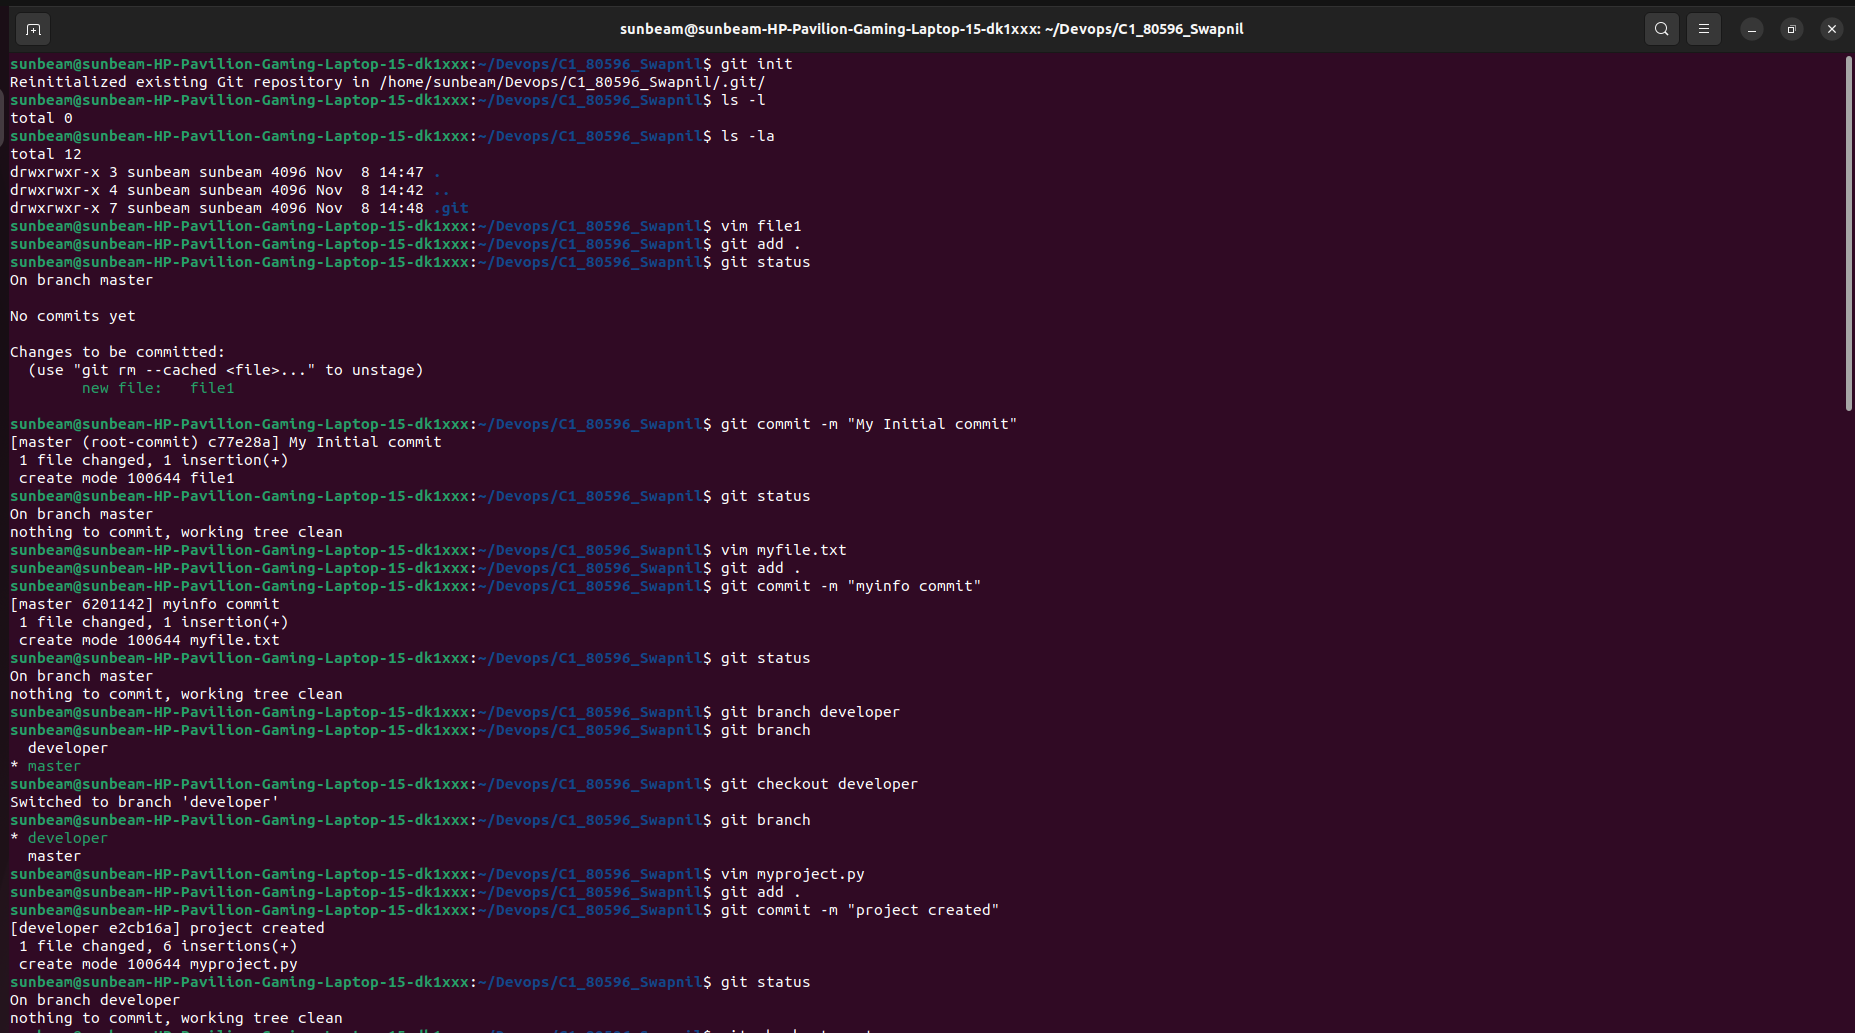 sunbeam@sunbeam-HP-Pavilion-Gaming-Laptop-15-dk1xxx: ~/Devops/C1_80596_Swapnil
sunbeam@sunbeam-HP-Pavilion-Gaming-Laptop-15-dk1xxx:~/Devops/C1_80596_Swapnil$ git init
Reinitialized existing Git repository in /home/sunbeam/Devops/C1_80596_Swapnil/.git/
sunbeam@sunbeam-HP-Pavilion-Gaming-Laptop-15-dk1xxx:~/Devops/C1_80596_Swapnil$ ls -l
total 0
sunbeam@sunbeam-HP-Pavilion-Gaming-Laptop-15-dk1xxx:~/Devops/C1_80596_Swapnil$ ls -la
total 12
drwxrwxr-x 3 sunbeam sunbeam 4096 Nov  8 14:47 .
drwxrwxr-x 4 sunbeam sunbeam 4096 Nov  8 14:42 ..
drwxrwxr-x 7 sunbeam sunbeam 4096 Nov  8 14:48 .git
sunbeam@sunbeam-HP-Pavilion-Gaming-Laptop-15-dk1xxx:~/Devops/C1_80596_Swapnil$ vim file1
sunbeam@sunbeam-HP-Pavilion-Gaming-Laptop-15-dk1xxx:~/Devops/C1_80596_Swapnil$ git add .
sunbeam@sunbeam-HP-Pavilion-Gaming-Laptop-15-dk1xxx:~/Devops/C1_80596_Swapnil$ git status
On branch master
No commits yet
Changes to be committed:
  (use "git rm --cached <file>..." to unstage)
        new file:   file1
sunbeam@sunbeam-HP-Pavilion-Gaming-Laptop-15-dk1xxx:~/Devops/C1_80596_Swapnil$ git commit -m "My Initial commit"
[master (root-commit) c77e28a] My Initial commit
 1 file changed, 1 insertion(+)
 create mode 100644 file1
sunbeam@sunbeam-HP-Pavilion-Gaming-Laptop-15-dk1xxx:~/Devops/C1_80596_Swapnil$ git status
On branch master
nothing to commit, working tree clean
sunbeam@sunbeam-HP-Pavilion-Gaming-Laptop-15-dk1xxx:~/Devops/C1_80596_Swapnil$ vim myfile.txt
sunbeam@sunbeam-HP-Pavilion-Gaming-Laptop-15-dk1xxx:~/Devops/C1_80596_Swapnil$ git add .
sunbeam@sunbeam-HP-Pavilion-Gaming-Laptop-15-dk1xxx:~/Devops/C1_80596_Swapnil$ git commit -m "myinfo commit"
[master 6201142] myinfo commit
 1 file changed, 1 insertion(+)
 create mode 100644 myfile.txt
sunbeam@sunbeam-HP-Pavilion-Gaming-Laptop-15-dk1xxx:~/Devops/C1_80596_Swapnil$ git status
On branch master
nothing to commit, working tree clean
sunbeam@sunbeam-HP-Pavilion-Gaming-Laptop-15-dk1xxx:~/Devops/C1_80596_Swapnil$ git branch developer
sunbeam@sunbeam-HP-Pavilion-Gaming-Laptop-15-dk1xxx:~/Devops/C1_80596_Swapnil$ git branch
  developer
* master
sunbeam@sunbeam-HP-Pavilion-Gaming-Laptop-15-dk1xxx:~/Devops/C1_80596_Swapnil$ git checkout developer
Switched to branch 'developer'
sunbeam@sunbeam-HP-Pavilion-Gaming-Laptop-15-dk1xxx:~/Devops/C1_80596_Swapnil$ git branch
* developer
  master
sunbeam@sunbeam-HP-Pavilion-Gaming-Laptop-15-dk1xxx:~/Devops/C1_80596_Swapnil$ vim myproject.py
sunbeam@sunbeam-HP-Pavilion-Gaming-Laptop-15-dk1xxx:~/Devops/C1_80596_Swapnil$ git add .
sunbeam@sunbeam-HP-Pavilion-Gaming-Laptop-15-dk1xxx:~/Devops/C1_80596_Swapnil$ git commit -m "project created"
[developer e2cb16a] project created
 1 file changed, 6 insertions(+)
 create mode 100644 myproject.py
sunbeam@sunbeam-HP-Pavilion-Gaming-Laptop-15-dk1xxx:~/Devops/C1_80596_Swapnil$ git status
On branch developer
nothing to commit, working tree clean